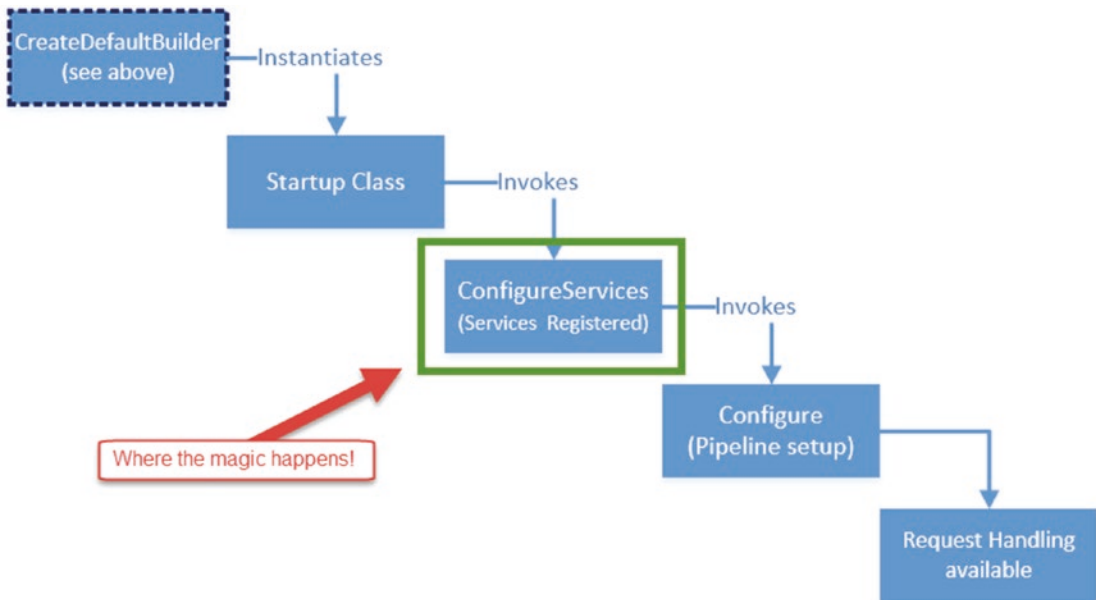 CreateDefaultBuilder
(see above)
Instantiates
Startup Class
Invokes
ConfigureServices
(Services Registered)
Invokes
Where the magic happens!
Configure
(Pipeline setup)
Request Handling
available